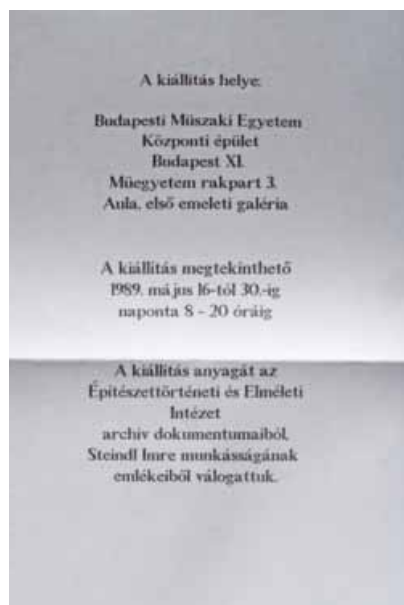 A kiállítás helye:
Budapesti Műszaki Egyetem
Központi épület
Budapest XI.
Műegyetem rakpart 3.
Aula, első emeleti galéria
A kiállítás megtekinthető
1989. május 16-tól 30.-ig
naponta 8 - 20 óráig
A kiállítás anyagát az
Építészettörténeti és Elméleti
Intézet
archív dokumentumaiból,
Steindl Imre munkásságának
emlékeiből válogattuk.